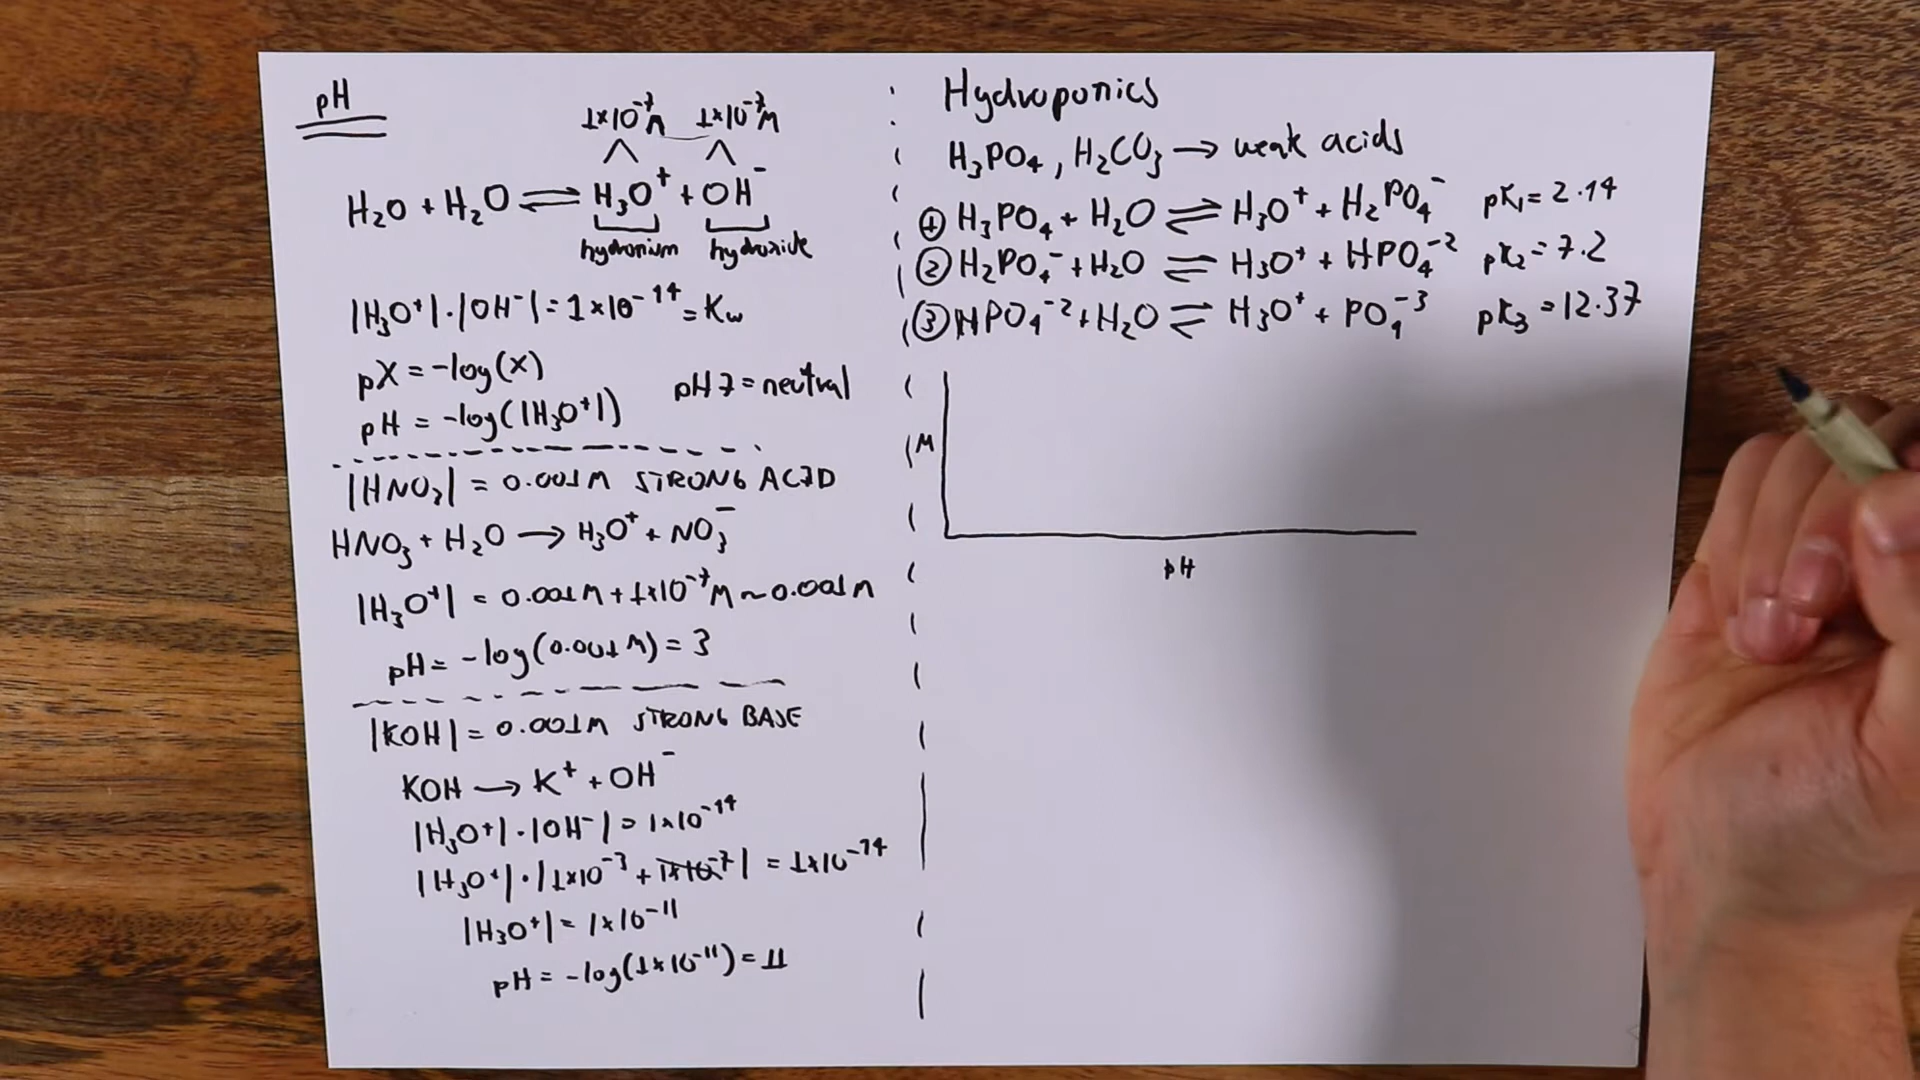 pH
1×10⁻⁷M 1×10⁻⁷M
H₂O + H₂O ⇌ H₃O⁺ + OH⁻
hydronium hydroxide
|H₃O⁺|·|OH⁻| = 1×10⁻¹⁴ = Kw
pX = -log(x)
pH 7 = neutral
pH = -log(|H₃O⁺|)
|HNO₃| = 0.001M STRONG ACID
HNO₃ + H₂O → H₃O⁺ + NO₃⁻
|H₃O⁺| = 0.001M + 1×10⁻⁷M ~ 0.001M
pH = -log(0.001M) = 3
|KOH| = 0.001M STRONG BASE
KOH → K⁺ + OH⁻
|H₃O⁺|·|OH⁻| = 1×10⁻¹⁴
|H₃O⁺|·|1×10⁻³ + 1×10⁻⁷| = 1×10⁻¹⁴
|H₃O⁺| = 1×10⁻¹¹
pH = -log(1×10⁻¹¹) = 11
Hydroponics
H₃PO₄, H₂CO₃ → weak acids
① H₃PO₄ + H₂O ⇌ H₃O⁺ + H₂PO₄⁻ pK₁ = 2.14
② H₂PO₄⁻ + H₂O ⇌ H₃O⁺ + HPO₄⁻² pK₂ = 7.2
③ HPO₄⁻² + H₂O ⇌ H₃O⁺ + PO₄⁻³ pK₃ = 12.37
M
pH